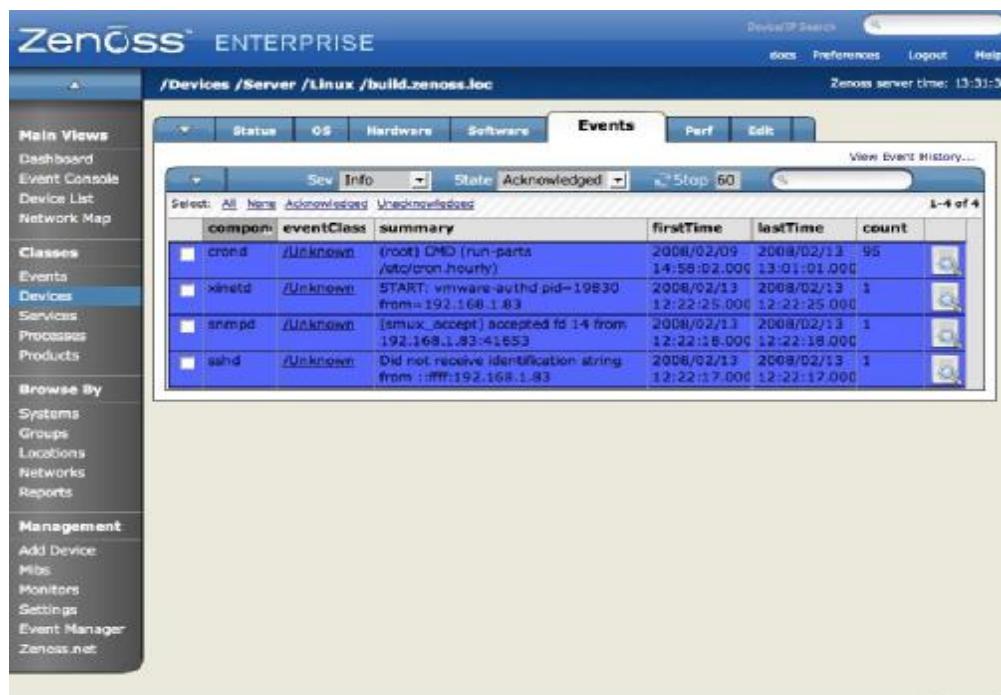 Zenōss ENTERPRISE
Device/IP Search
docs Preferences Logout Help
/Devices /Server /Linux /build.zenoss.loc
Zenoss server time: 13:31:3
Main Views
Dashboard
Event Console
Device List
Network Map
Classes
Events
Devices
Services
Processes
Products
Browse By
Systems
Groups
Locations
Networks
Reports
Management
Add Device
Mibs
Monitors
Settings
Event Manager
Zenoss.net
Status OS Hardware Software Events Perf Edit
View Event History...
Sev Info State Acknowledged Stop 60
Select: All None Acknowledged Unacknowledged 1-4 of 4
compon eventClass summary firstTime lastTime count
crond /Unknown (root) CMD (run-parts /etc/cron.hourly) 2008/02/09 14:58:02.000 2008/02/13 13:01:01.000 95
xinetd /Unknown START: vmware-authd pid=19830 from=192.168.1.83 2008/02/13 12:22:25.000 2008/02/13 12:22:25.000 1
snmpd /Unknown [smux_accept] accepted fd 14 from 192.168.1.83:41653 2008/02/13 12:22:18.000 2008/02/13 12:22:18.000 1
sshd /Unknown Did not receive identification string from ::ffff:192.168.1.83 2008/02/13 12:22:17.000 2008/02/13 12:22:17.000 1